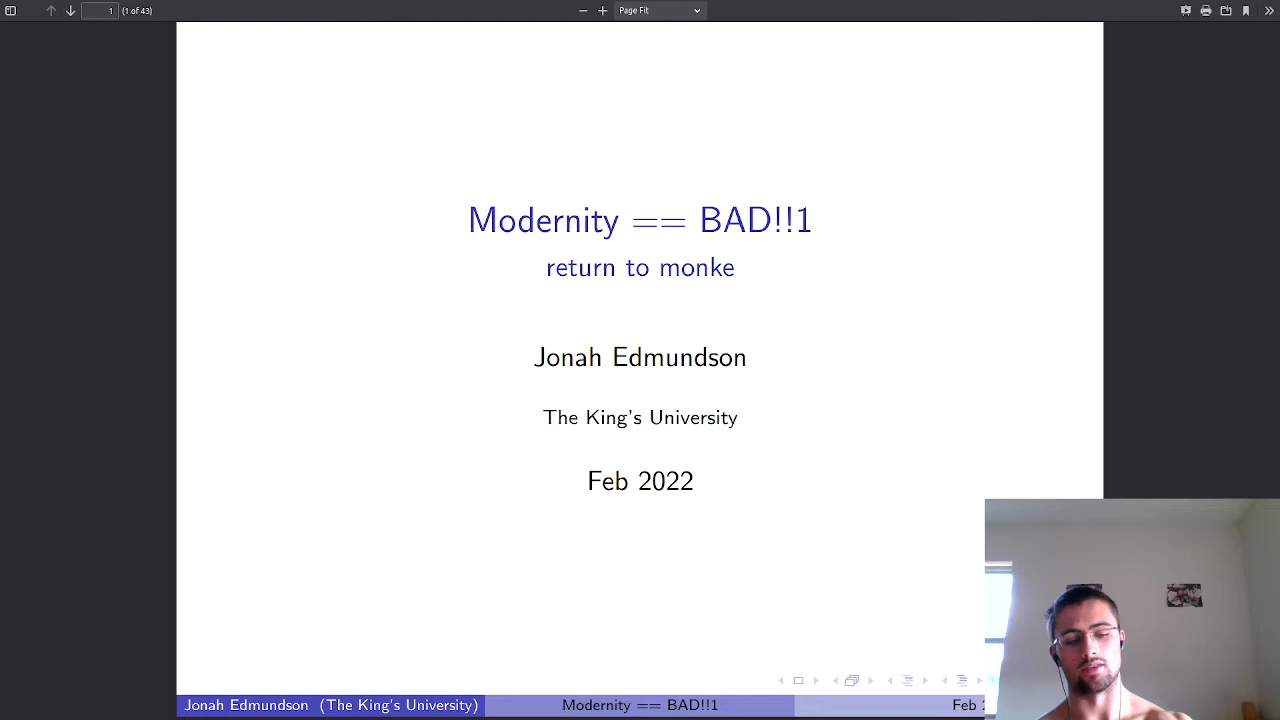 1 (1 of 43) Page Fit
Modernity == BAD!!1
return to monke
Jonah Edmundson
The King's University
Feb 2022
Jonah Edmundson (The King's University) Modernity == BAD!!1 Feb